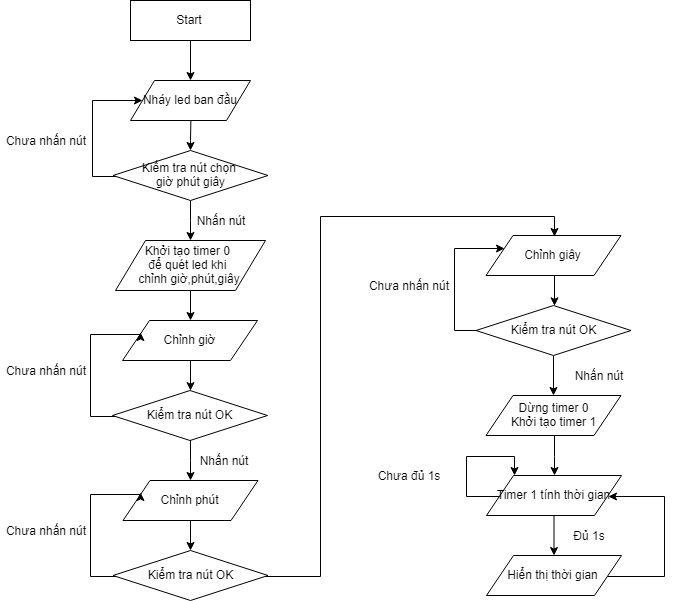 Start
Nháy led ban đầu
Chưa nhấn nút
Kiểm tra nút chọn
giờ phút giây
Nhấn nút
Khởi tạo timer 0
để quét led khi
chỉnh giờ,phút,giây
Chỉnh giờ
Chưa nhấn nút
Kiểm tra nút OK
Nhấn nút
Chỉnh phút
Chưa nhấn nút
Kiểm tra nút OK
Chỉnh giây
Chưa nhấn nút
Kiểm tra nút OK
Nhấn nút
Dừng timer 0
Khởi tạo timer 1
Chưa đủ 1s
Timer 1 tính thời gian
Đủ 1s
Hiển thị thời gian